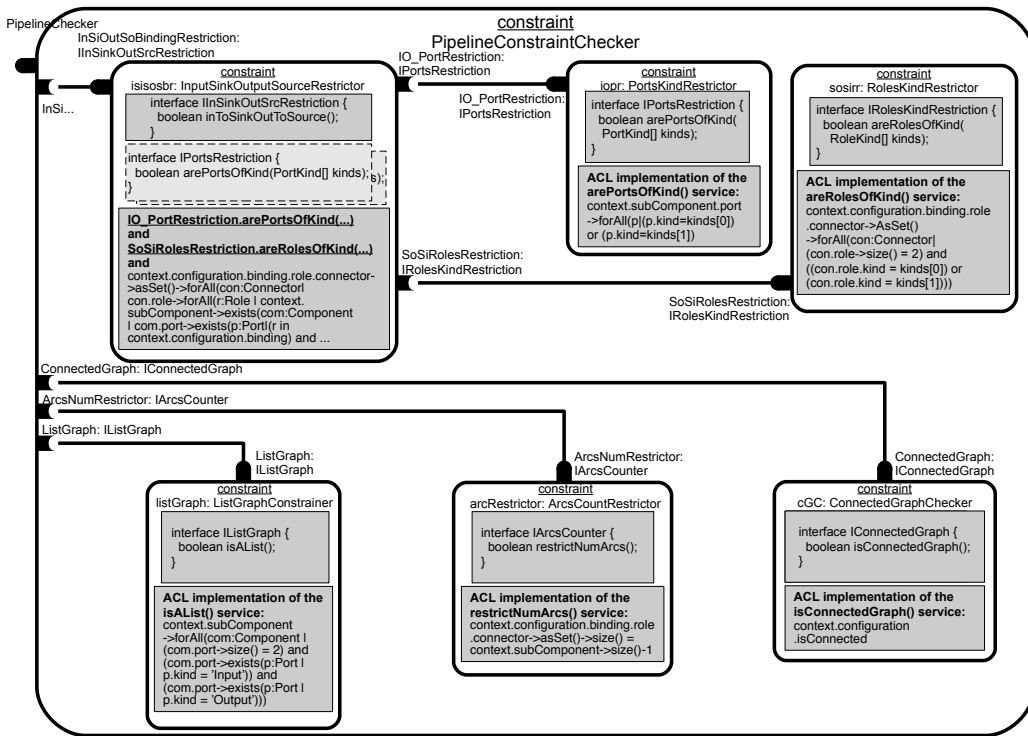 constraint
PipelineConstraintChecker
PipelineChecker
InSiOutSoBindingRestriction:
IInSinkOutSrcRestriction
InSi...
constraint
isisosbr: InputSinkOutputSourceRestrictor
interface IInSinkOutSrcRestriction {
boolean inToSinkOutToSource();
}
interface IPortsRestriction {
boolean arePortsOfKind(PortKind[] kinds);
}
s);
IO_PortRestriction.arePortsOfKind(...)
and
SoSiRolesRestriction.areRolesOfKind(...)
and
context.configuration.binding.role.connector-
>asSet()->forAll(con:Connector|
con.role->forAll(r:Role | context.
subComponent->exists(com:Component
| com.port->exists(p:Port|(r in
context.configuration.binding) and ...
IO_PortRestriction:
IPortsRestriction
IO_PortRestriction:
IPortsRestriction
constraint
iopr: PortsKindRestrictor
interface IPortsRestriction {
boolean arePortsOfKind(
PortKind[] kinds);
}
ACL implementation of the
arePortsOfKind() service:
context.subComponent.port
->forAll(p|(p.kind=kinds[0])
or (p.kind=kinds[1])
constraint
sosirr: RolesKindRestrictor
interface IRolesKindRestriction {
boolean areRolesOfKind(
RoleKind[] kinds);
}
ACL implementation of the
areRolesOfKind() service:
context.configuration.binding.role
.connector->AsSet()
->forAll(con:Connector|
(con.role->size() = 2) and
((con.role.kind = kinds[0]) or
(con.role.kind = kinds[1])))
SoSiRolesRestriction:
IRolesKindRestriction
SoSiRolesRestriction:
IRolesKindRestriction
ConnectedGraph: IConnectedGraph
ArcsNumRestrictor: IArcsCounter
ListGraph: IListGraph
ListGraph:
IListGraph
ArcsNumRestrictor:
IArcsCounter
ConnectedGraph:
IConnectedGraph
constraint
listGraph: ListGraphConstrainer
interface IListGraph {
boolean isAList();
}
ACL implementation of the
isAList() service:
context.subComponent
->forAll(com:Component |
(com.port->size() = 2) and
(com.port->exists(p:Port |
p.kind = 'Input')) and
(com.port->exists(p:Port |
p.kind = 'Output')))
constraint
arcRestrictor: ArcsCountRestrictor
interface IArcsCounter {
boolean restrictNumArcs();
}
ACL implementation of the
restrictNumArcs() service:
context.configuration.binding.role
.connector->asSet()->size() =
context.subComponent->size()-1
constraint
cGC: ConnectedGraphChecker
interface IConnectedGraph {
boolean isConnectedGraph();
}
ACL implementation of the
isConnectedGraph() service:
context.configuration
.isConnected